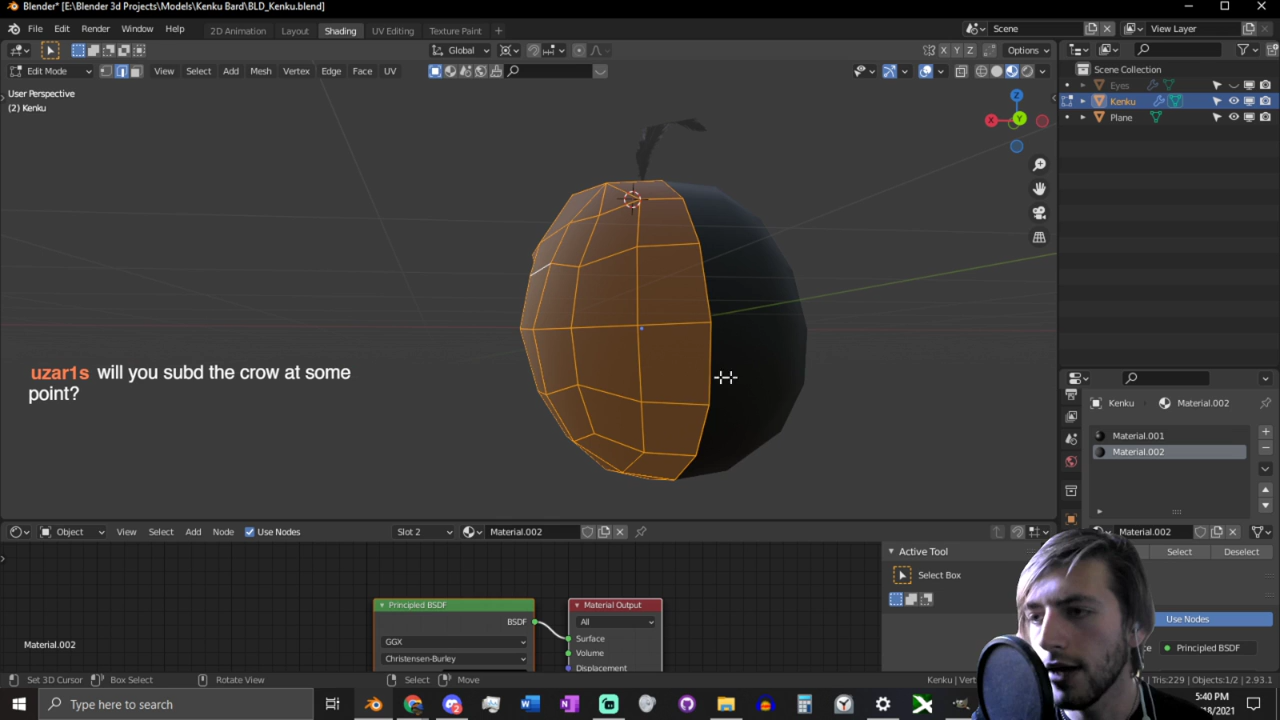 Blender* [E:\Blender 3d Projects\Models\Kenku Bard\BLD_Kenku.blend]
File Edit Render Window Help 2D Animation Layout Shading UV Editing Texture Paint + Scene View Layer
Global X Y Z Options
Edit Mode View Select Add Mesh Vertex Edge Face UV
User Perspective
(2) Kenku
Scene Collection
Eyes
Kenku
Plane
Z
X
Y
uzar1s will you subd the crow at some
point?
Kenku Material.002
Material.001
Material.002
Object View Select Add Node Use Nodes Slot 2 Material.002
Material.002
Select Deselect
Active Tool
Select Box
Principled BSDF
BSDF
GGX
Christensen-Burley
Material Output
All
Surface
Volume
Displacement
Use Nodes
Principled BSDF
Material.002
Set 3D Cursor Box Select Rotate View Select Move Kenku | Vert Tris:229 | Objects:1/2 | 2.93.1
Type here to search
5:40 PM